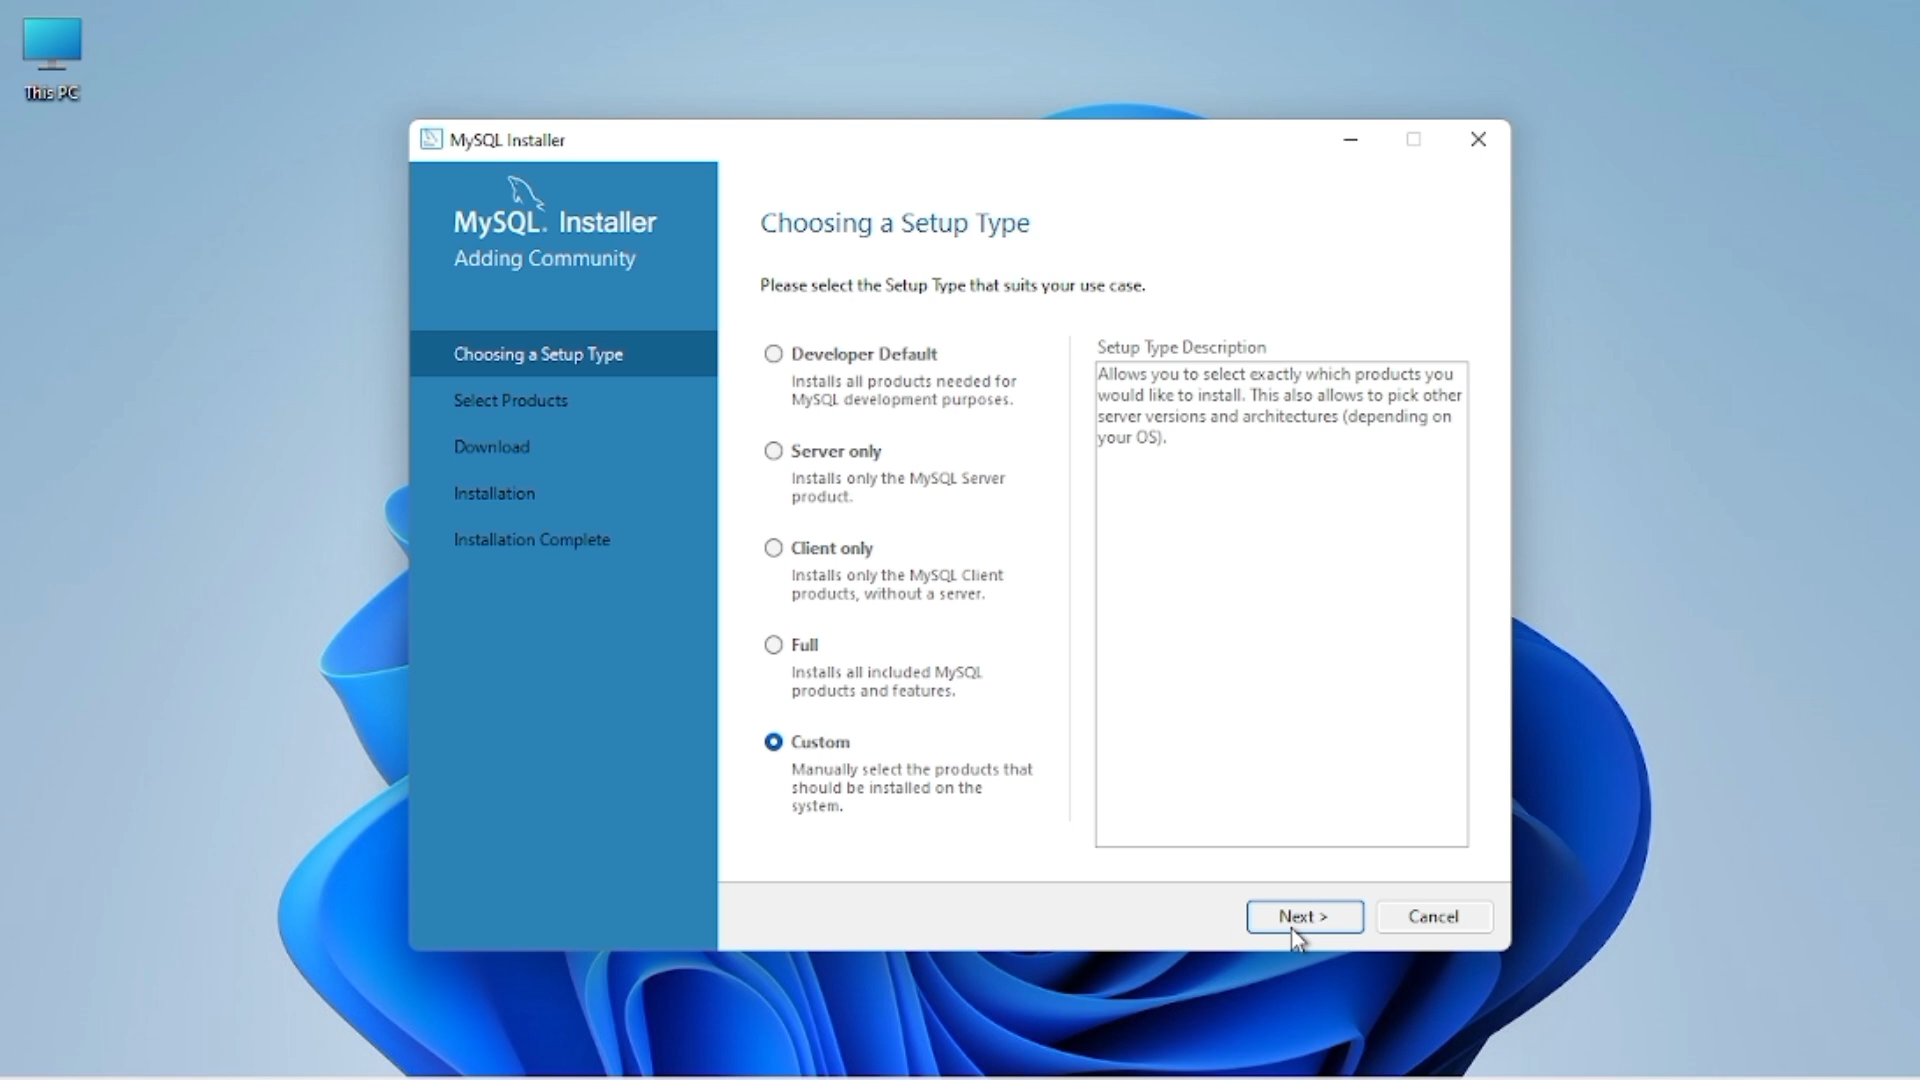 This PC
MySQL Installer
MySQL. Installer
Adding Community
Choosing a Setup Type
Select Products
Download
Installation
Installation Complete
Choosing a Setup Type
Please select the Setup Type that suits your use case.
Developer Default
Installs all products needed for
MySQL development purposes.
Server only
Installs only the MySQL Server
product.
Client only
Installs only the MySQL Client
products, without a server.
Full
Installs all included MySQL
products and features.
Custom
Manually select the products that
should be installed on the
system.
Setup Type Description
Allows you to select exactly which products you
would like to install. This also allows to pick other
server versions and architectures (depending on
your OS).
Next >
Cancel